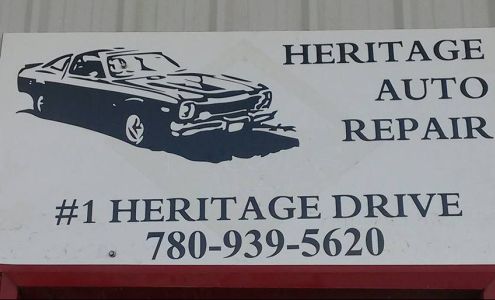 HERITAGE
AUTO
REPAIR
#1 HERITAGE DRIVE
780-939-5620